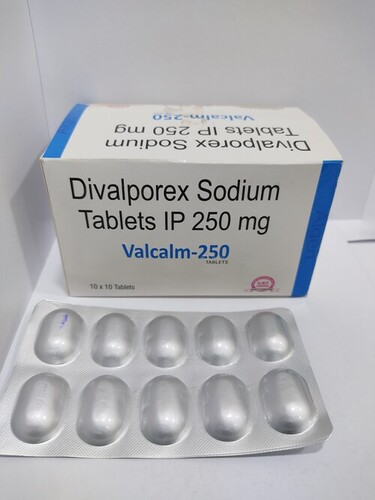 Valcalm-250
Tablets IP 250 mg
Divalporex Sodium
Divalporex Sodium
Tablets IP 250 mg
Valcalm-250
TABLETS
10 x 10 Tablets